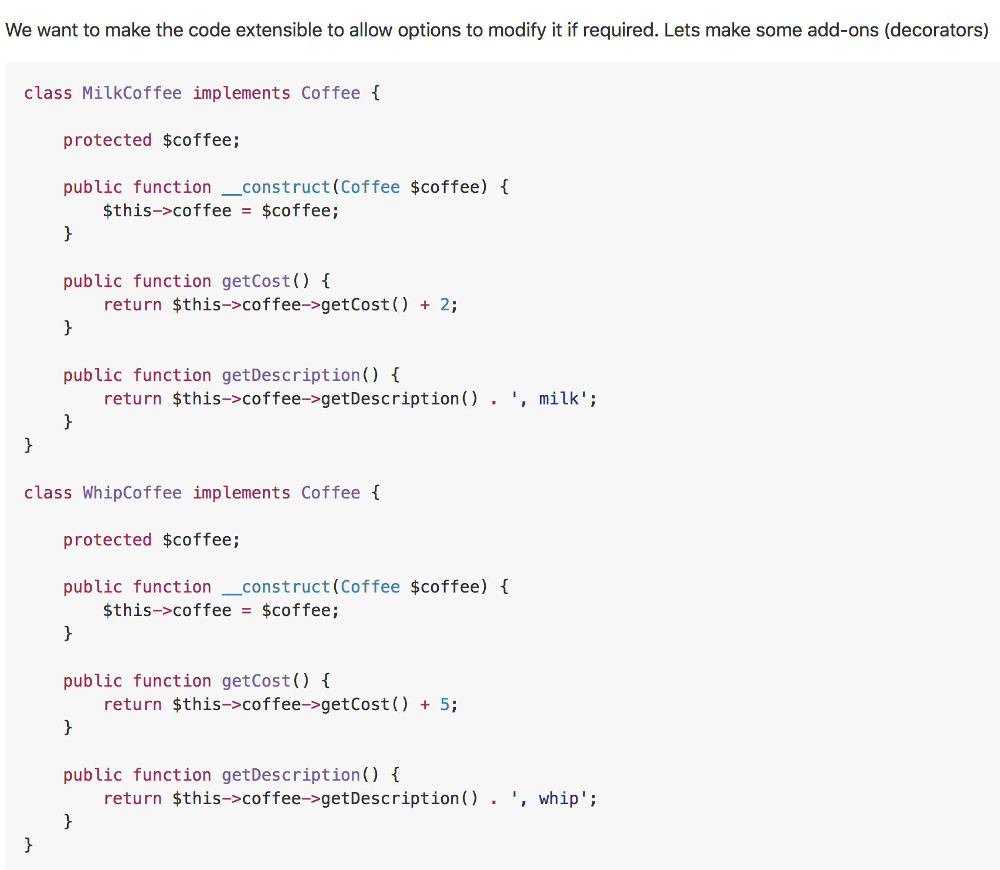 We want to make the code extensible to allow options to modify it if required. Lets make some add-ons (decorators)
class MilkCoffee implements Coffee {
    protected $coffee;
    public function __construct(Coffee $coffee) {
        $this->coffee = $coffee;
    }
    public function getCost() {
        return $this->coffee->getCost() + 2;
    }
    public function getDescription() {
        return $this->coffee->getDescription() . ', milk';
    }
}
class WhipCoffee implements Coffee {
    protected $coffee;
    public function __construct(Coffee $coffee) {
        $this->coffee = $coffee;
    }
    public function getCost() {
        return $this->coffee->getCost() + 5;
    }
    public function getDescription() {
        return $this->coffee->getDescription() . ', whip';
    }
}